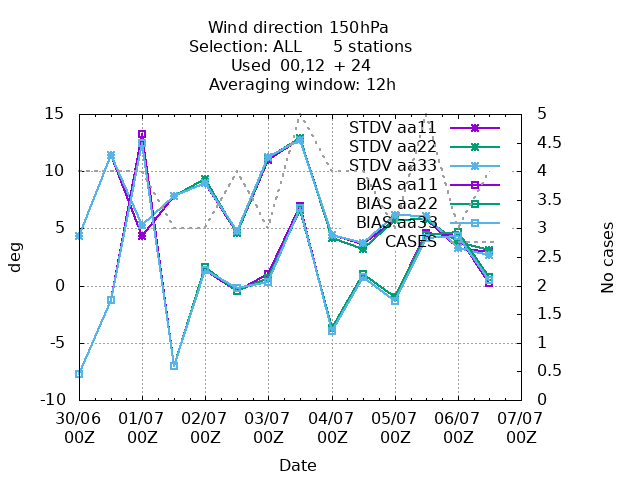 Wind direction 150hPa
Selection: ALL 5 stations
Used 00,12 + 24
Averaging window: 12h
15
10
5
0
-5
-10
deg
5
4.5
4
3.5
3
2.5
2
1.5
1
0.5
0
No cases
STDV aa11
STDV aa22
STDV aa33
BIAS aa11
BIAS aa22
BIAS aa33
CASES
30/06 01/07 02/07 03/07 04/07 05/07 06/07 07/07
00Z 00Z 00Z 00Z 00Z 00Z 00Z 00Z
Date